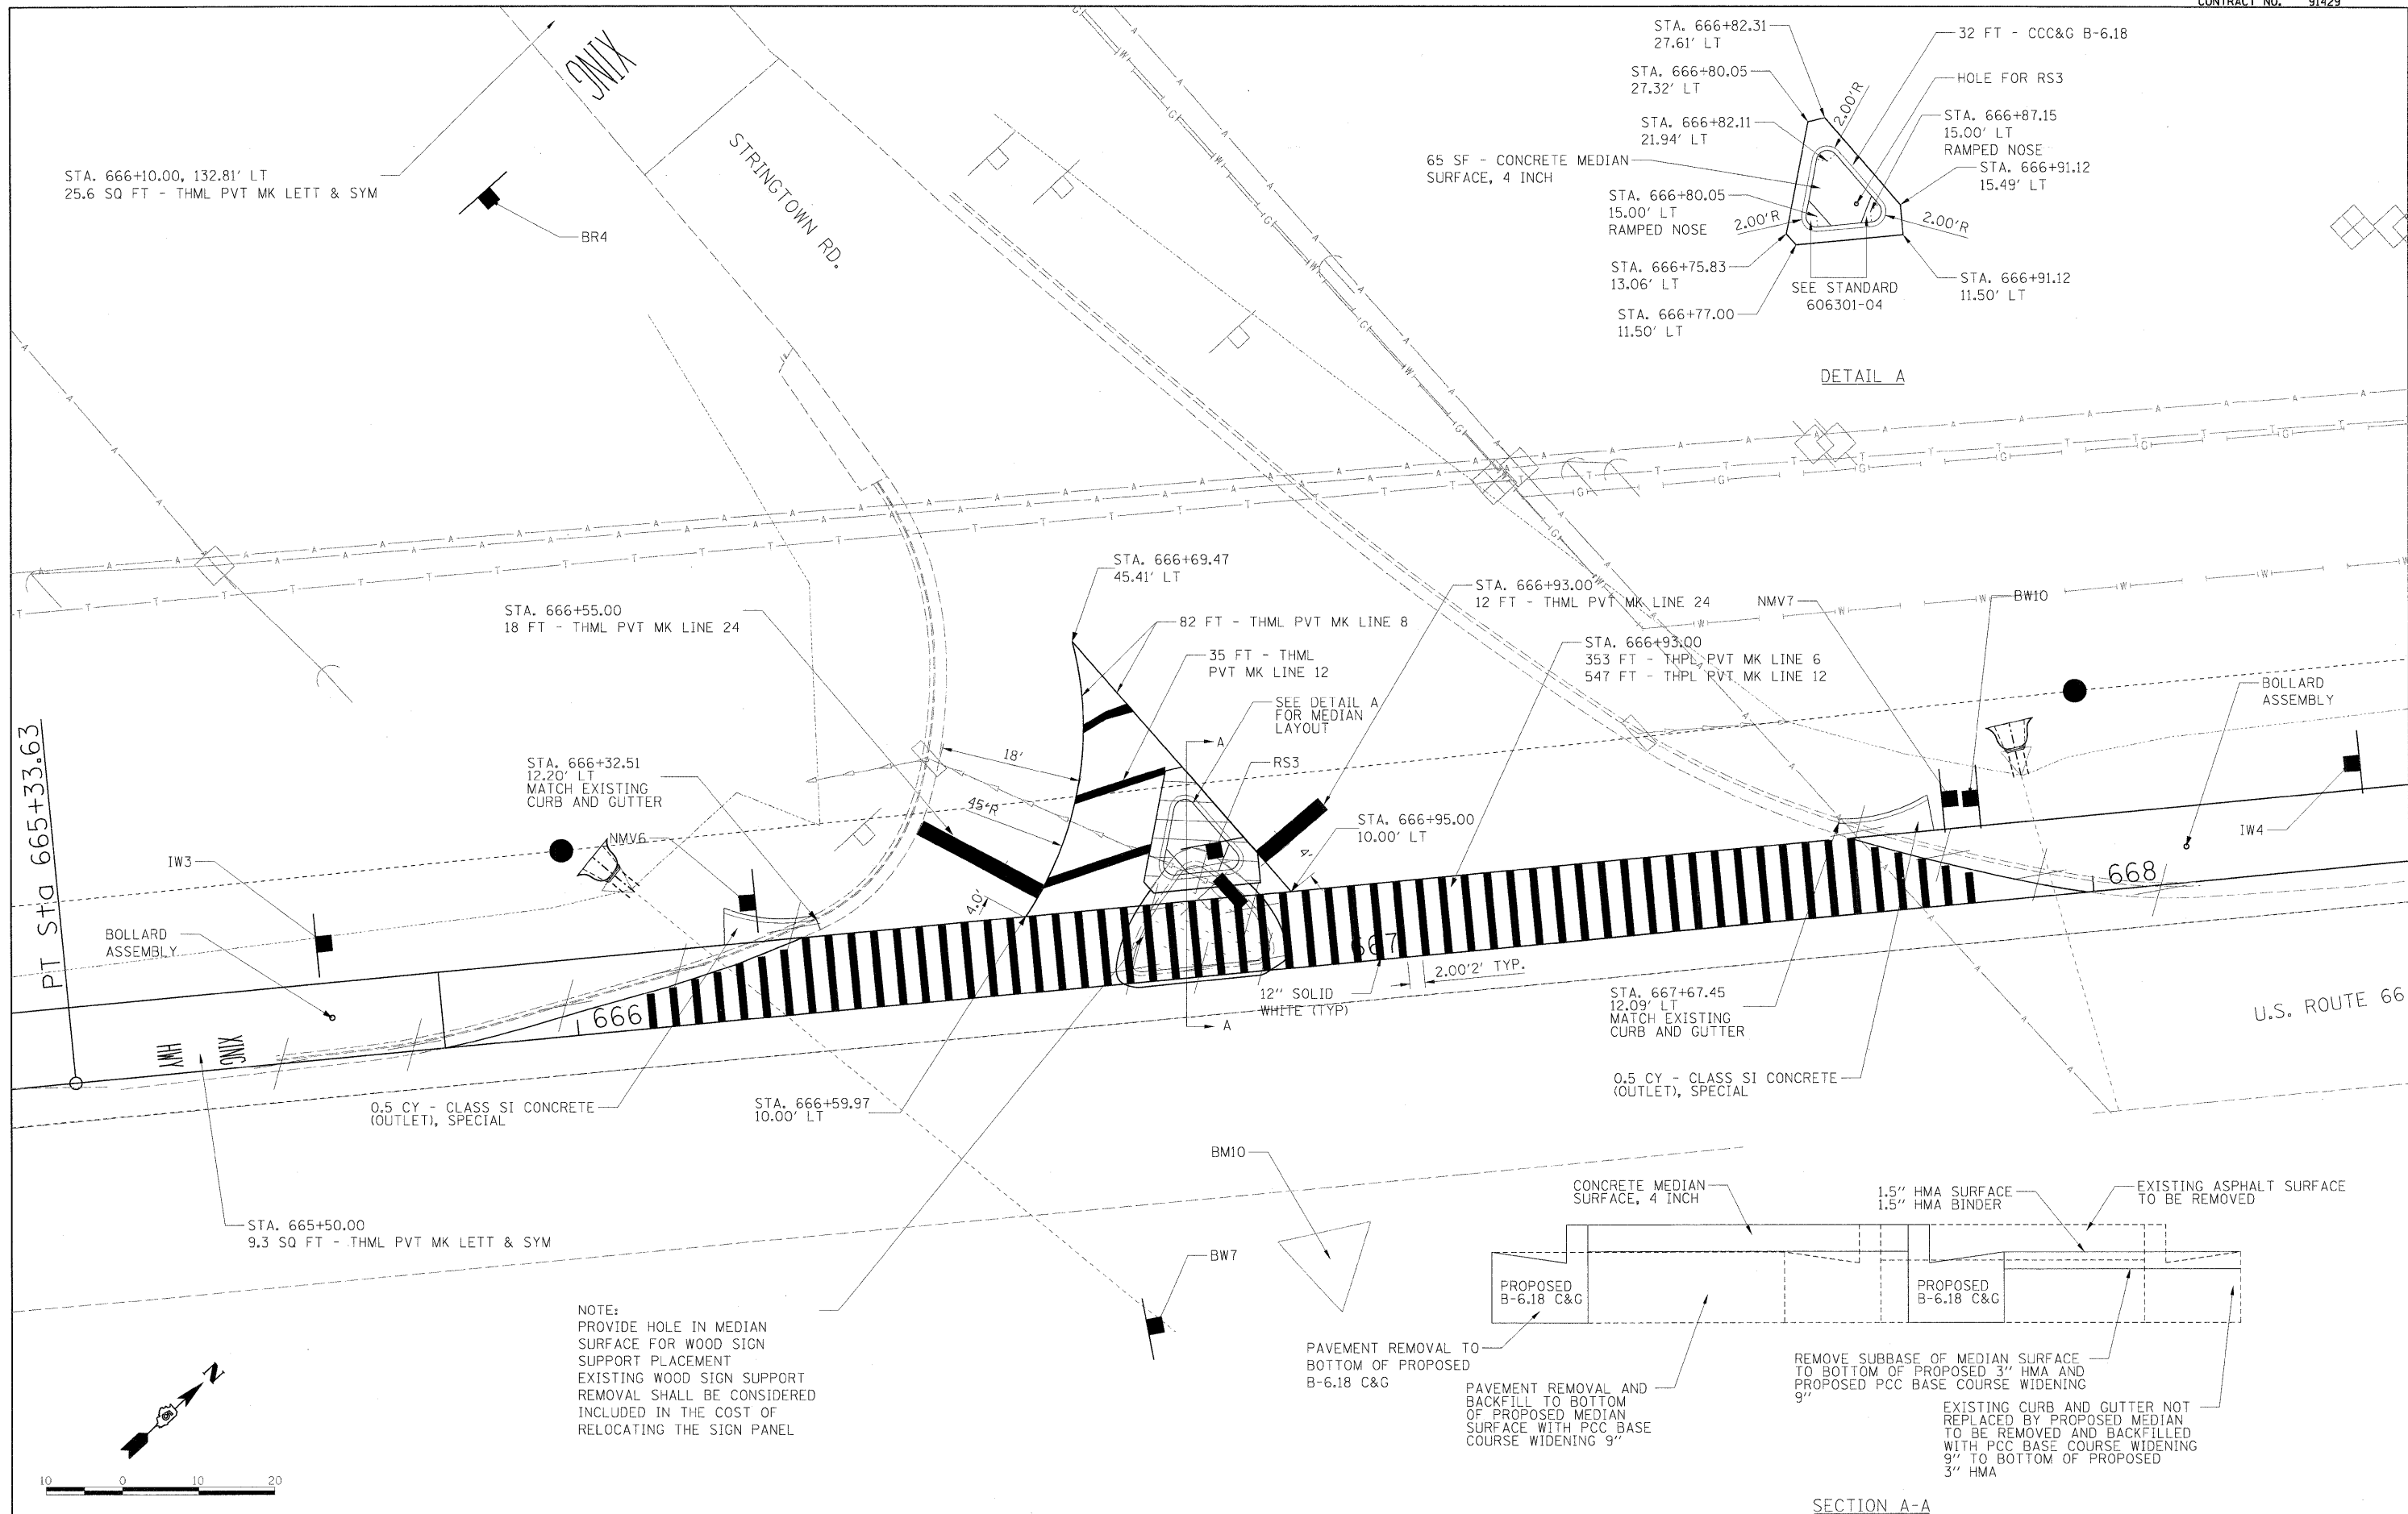 CONTRACT NO. 91429
STA. 666+10.00, 132.81' LT
25.6 SQ FT - THML PVT MK LETT & SYM
XING
BR4
STRINGTOWN RD.
STA. 666+82.31
27.61' LT
32 FT - CCC&G B-6.18
STA. 666+80.05
27.32' LT
HOLE FOR RS3
2.00'R
STA. 666+82.11
21.94' LT
STA. 666+87.15
15.00' LT
RAMPED NOSE
65 SF - CONCRETE MEDIAN
SURFACE, 4 INCH
STA. 666+91.12
15.49' LT
STA. 666+80.05
15.00' LT
RAMPED NOSE
2.00'R
2.00'R
STA. 666+75.83
13.06' LT
SEE STANDARD
606301-04
STA. 666+91.12
11.50' LT
STA. 666+77.00
11.50' LT
DETAIL A
STA. 666+69.47
45.41' LT
STA. 666+55.00
18 FT - THML PVT MK LINE 24
82 FT - THML PVT MK LINE 8
35 FT - THML
PVT MK LINE 12
STA. 666+93.00
12 FT - THML PVT MK LINE 24
NMV7
BW10
STA. 666+93.00
353 FT - THPL PVT MK LINE 6
547 FT - THPL PVT MK LINE 12
SEE DETAIL A
FOR MEDIAN
LAYOUT
BOLLARD
ASSEMBLY
PT Sta 665+33.63
STA. 666+32.51
12.20' LT
MATCH EXISTING
CURB AND GUTTER
18'
45'R
A
RS3
STA. 666+95.00
10.00' LT
4'
NMV6
IW3
IW4
BOLLARD
ASSEMBLY
4.0'
668
667
666
2.00'2' TYP.
12" SOLID
WHITE (TYP)
A
STA. 667+67.45
12.09' LT
MATCH EXISTING
CURB AND GUTTER
U.S. ROUTE 66
HWY
XING
0.5 CY - CLASS SI CONCRETE
(OUTLET), SPECIAL
STA. 666+59.97
10.00' LT
0.5 CY - CLASS SI CONCRETE
(OUTLET), SPECIAL
STA. 665+50.00
9.3 SQ FT - THML PVT MK LETT & SYM
BM10
BW7
CONCRETE MEDIAN
SURFACE, 4 INCH
1.5" HMA SURFACE
1.5" HMA BINDER
EXISTING ASPHALT SURFACE
TO BE REMOVED
PROPOSED
B-6.18 C&G
PROPOSED
B-6.18 C&G
NOTE:
PROVIDE HOLE IN MEDIAN
SURFACE FOR WOOD SIGN
SUPPORT PLACEMENT
EXISTING WOOD SIGN SUPPORT
REMOVAL SHALL BE CONSIDERED
INCLUDED IN THE COST OF
RELOCATING THE SIGN PANEL
PAVEMENT REMOVAL TO
BOTTOM OF PROPOSED
B-6.18 C&G
PAVEMENT REMOVAL AND
BACKFILL TO BOTTOM
OF PROPOSED MEDIAN
SURFACE WITH PCC BASE
COURSE WIDENING 9"
REMOVE SUBBASE OF MEDIAN SURFACE
TO BOTTOM OF PROPOSED 3" HMA AND
PROPOSED PCC BASE COURSE WIDENING
9"
EXISTING CURB AND GUTTER NOT
REPLACED BY PROPOSED MEDIAN
TO BE REMOVED AND BACKFILLED
WITH PCC BASE COURSE WIDENING
9" TO BOTTOM OF PROPOSED
3" HMA
N
10 0 10 20
SECTION A-A